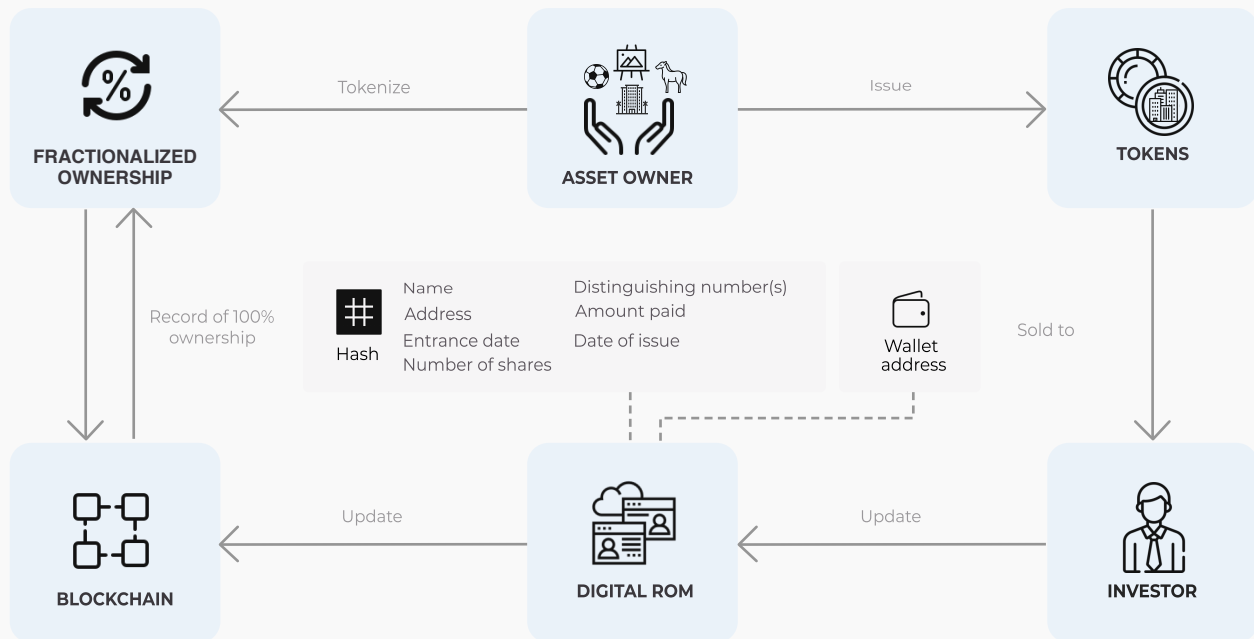 Tokenize
Issue
FRACTIONALIZED
OWNERSHIP
ASSET OWNER
TOKENS
Record of 100%
ownership
Hash
Name
Address
Entrance date
Number of shares
Distinguishing number(s)
Amount paid
Date of issue
Wallet
address
Sold to
Update
Update
BLOCKCHAIN
DIGITAL ROM
INVESTOR